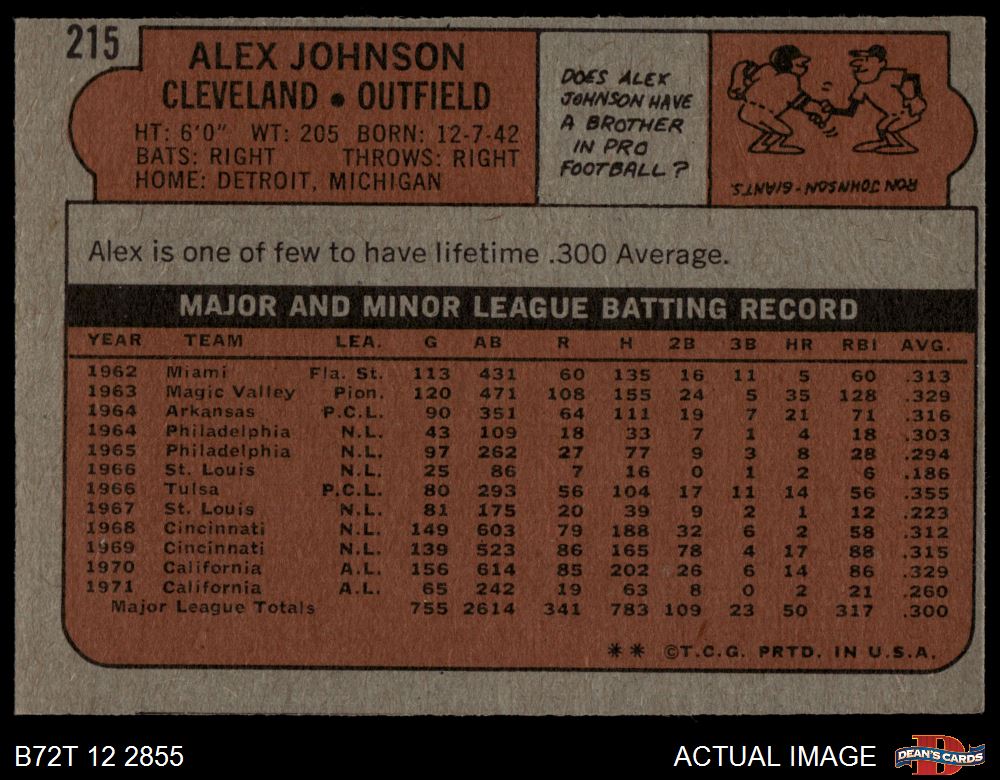 215
ALEX JOHNSON
CLEVELAND • OUTFIELD
HT: 6'0" WT: 205 BORN: 12-7-42
BATS: RIGHT THROWS: RIGHT
HOME: DETROIT, MICHIGAN
DOES ALEX
JOHNSON HAVE
A BROTHER
IN PRO
FOOTBALL?
RON JOHNSON - GIANTS.
Alex is one of few to have lifetime .300 Average.
MAJOR AND MINOR LEAGUE BATTING RECORD
YEAR TEAM LEA. G AB R H 2B 3B HR RBI AVG.
1962 Miami Fla. St. 113 431 60 135 16 11 5 60 .313
1963 Magic Valley Pion. 120 471 108 155 24 5 35 128 .329
1964 Arkansas P.C.L. 90 351 64 111 19 7 21 71 .316
1964 Philadelphia N.L. 43 109 18 33 7 1 4 18 .303
1965 Philadelphia N.L. 97 262 27 77 9 3 8 28 .294
1966 St. Louis N.L. 25 86 7 16 0 1 2 6 .186
1966 Tulsa P.C.L. 80 293 56 104 17 11 14 56 .355
1967 St. Louis N.L. 81 175 20 39 9 2 1 12 .223
1968 Cincinnati N.L. 149 603 79 188 32 6 2 58 .312
1969 Cincinnati N.L. 139 523 86 165 78 4 17 88 .315
1970 California A.L. 156 614 85 202 26 6 14 86 .329
1971 California A.L. 65 242 19 63 8 0 2 21 .260
Major League Totals 755 2614 341 783 109 23 50 317 .300
** ©T.C.G. PRTD. IN U.S.A.
B72T 12 2855
ACTUAL IMAGE
DEAN'S CARDS